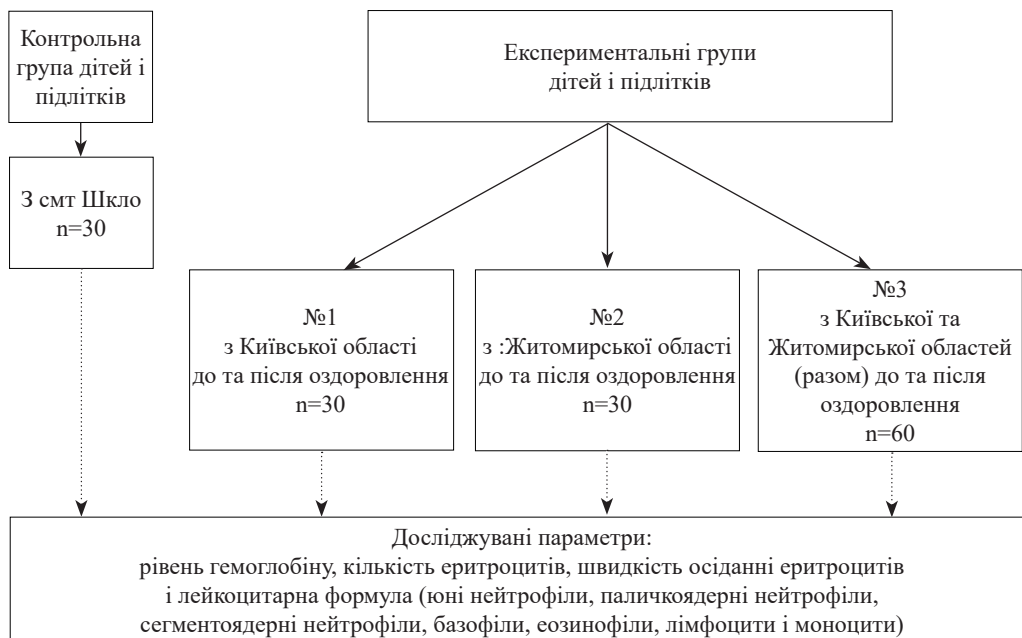 Контрольна
група дітей і
підлітків
Експериментальні групи
дітей і підлітків
З смт Шкло
n=30
№1
з Київської області
до та після оздоровлення
n=30
№2
з :Житомирської області
до та після оздоровлення
n=30
№3
з Київської та
Житомирської областей
(разом) до та після
оздоровлення
n=60
Досліджувані параметри:
рівень гемоглобіну, кількість еритроцитів, швидкість осіданні еритроцитів
і лейкоцитарна формула (юні нейтрофіли, паличкоядерні нейтрофіли,
сегментоядерні нейтрофіли, базофіли, еозинофіли, лімфоцити і моноцити)